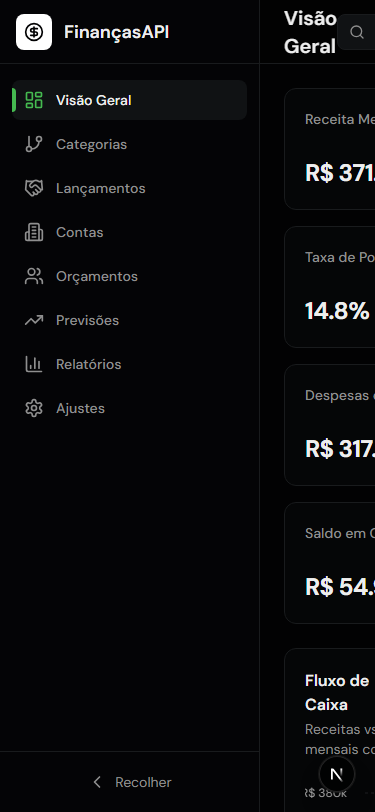 FinançasAPI
Visão Geral
Categorias
Lançamentos
Contas
Orçamentos
Previsões
Relatórios
Ajustes
Recolher
Visão
Geral
Receita Me
R$ 371.
Taxa de Po
14.8%
Despesas
R$ 317.
Saldo em
R$ 54.
Fluxo de
Caixa
Receitas vs
mensais co
R$ 380k
N